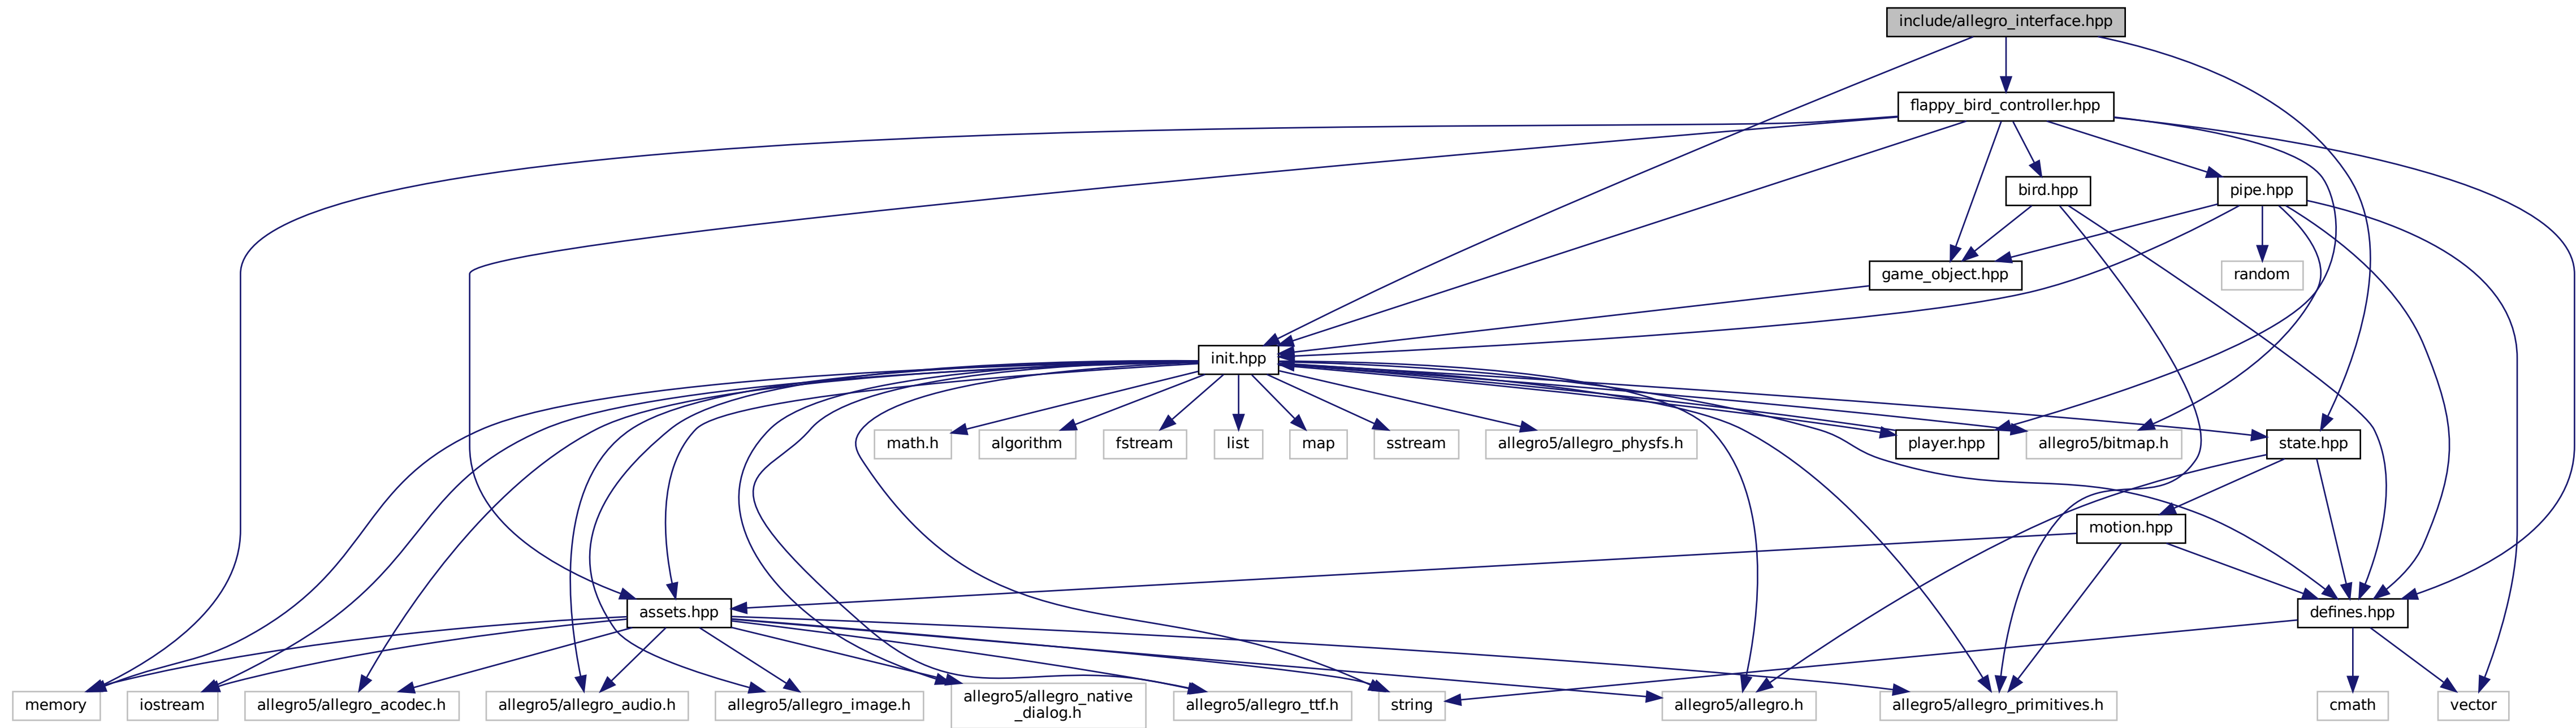 include/allegro_interface.hpp
flappy_bird_controller.hpp
bird.hpp
pipe.hpp
game_object.hpp
random
init.hpp
math.h
algorithm
fstream
list
map
sstream
allegro5/allegro_physfs.h
player.hpp
allegro5/bitmap.h
state.hpp
motion.hpp
assets.hpp
defines.hpp
memory
iostream
allegro5/allegro_acodec.h
allegro5/allegro_audio.h
allegro5/allegro_image.h
allegro5/allegro_native
_dialog.h
allegro5/allegro_ttf.h
string
allegro5/allegro.h
allegro5/allegro_primitives.h
cmath
vector